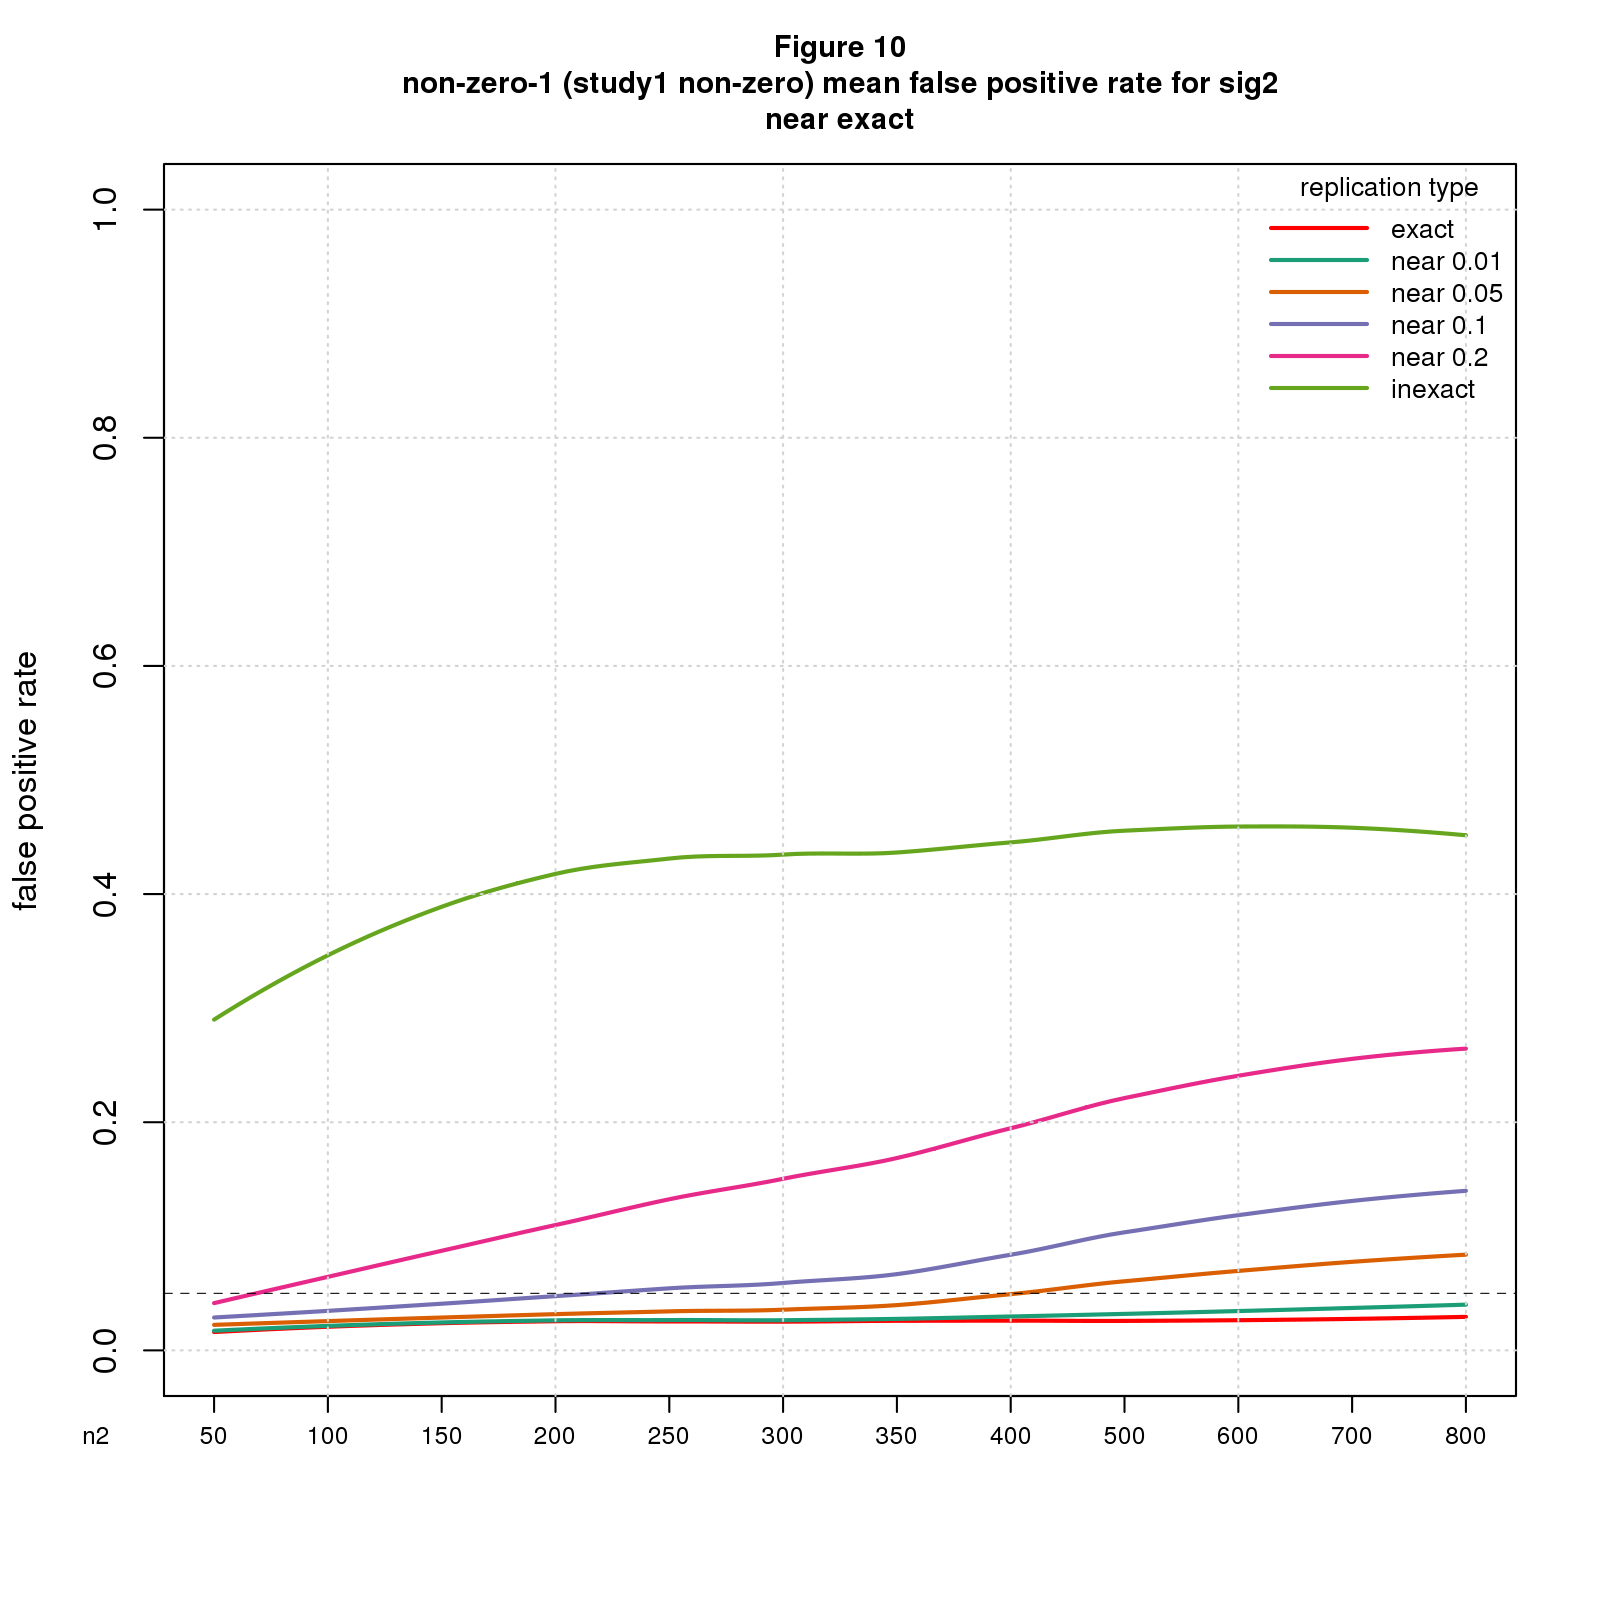 Figure 10
non-zero-1 (study1 non-zero) mean false positive rate for sig2
near exact
replication type
exact
near 0.01
near 0.05
near 0.1
near 0.2
inexact
false positive rate
1.0
0.8
0.6
0.4
0.2
0.0
n2 50 100 150 200 250 300 350 400 500 600 700 800